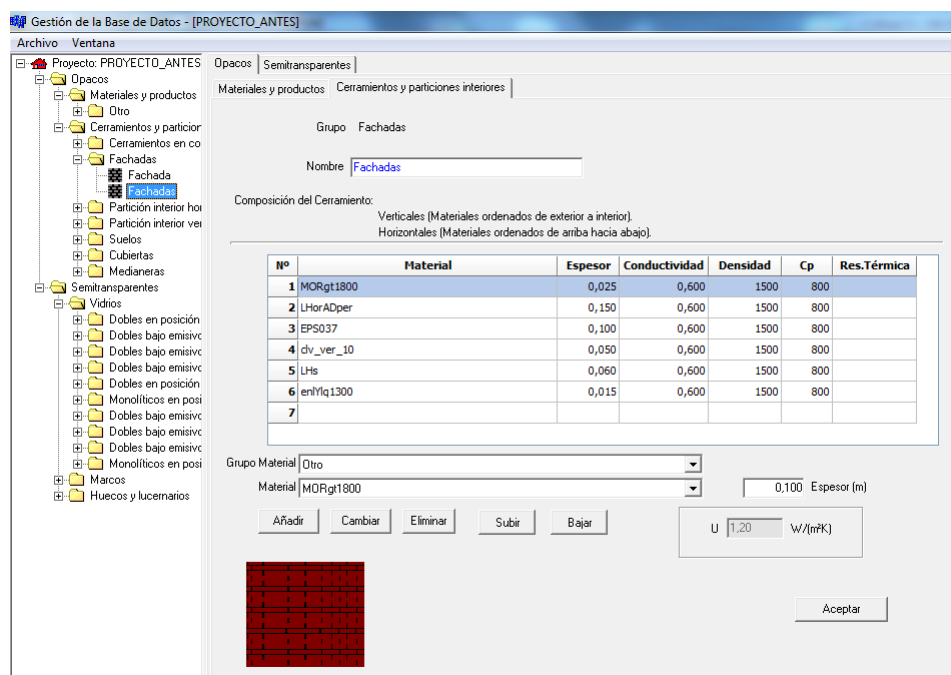 Gestión de la Base de Datos - [PROYECTO_ANTES]
Archivo Ventana
Proyecto: PROYECTO_ANTES
Opacos
Materiales y productos
Otro
Cerramientos y particior
Cerramientos en co
Fachadas
Fachada
Fachadas
Partición interior hor
Partición interior ver
Suelos
Cubiertas
Medianeras
Semitransparentes
Vidrios
Dobles en posición
Dobles bajo emisivo
Dobles bajo emisivo
Dobles bajo emisivo
Dobles en posición
Monolíticos en posi
Dobles bajo emisivo
Dobles bajo emisivo
Dobles bajo emisivo
Monolíticos en posi
Marcos
Huecos y lucernarios
Opacos Semitransparentes
Materiales y productos Cerramientos y particiones interiores
Grupo Fachadas
Nombre Fachadas
Composición del Cerramiento:
Verticales (Materiales ordenados de exterior a interior).
Horizontales (Materiales ordenados de arriba hacia abajo).
Nº Material Espesor Conductividad Densidad Cp Res.Térmica
1 MORgt1800 0,025 0,600 1500 800
2 LHorADper 0,150 0,600 1500 800
3 EPS037 0,100 0,600 1500 800
4 clv_ver_10 0,050 0,600 1500 800
5 LHs 0,060 0,600 1500 800
6 enlYlq1300 0,015 0,600 1500 800
7
Grupo Material Otro
Material MORgt1800 0,100 Espesor (m)
Añadir Cambiar Eliminar Subir Bajar
U 1,20 W/(m²K)
Aceptar